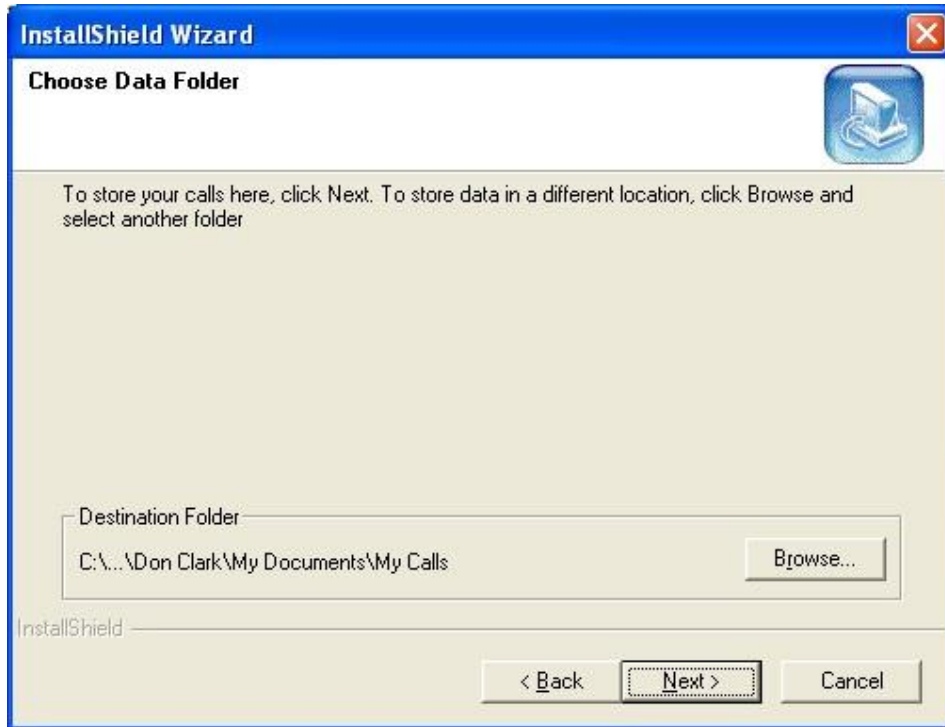 InstallShield Wizard
Choose Data Folder
To store your calls here, click Next. To store data in a different location, click Browse and
select another folder
Destination Folder
C:\...\Don Clark\My Documents\My Calls
Browse...
InstallShield
< Back
Next >
Cancel